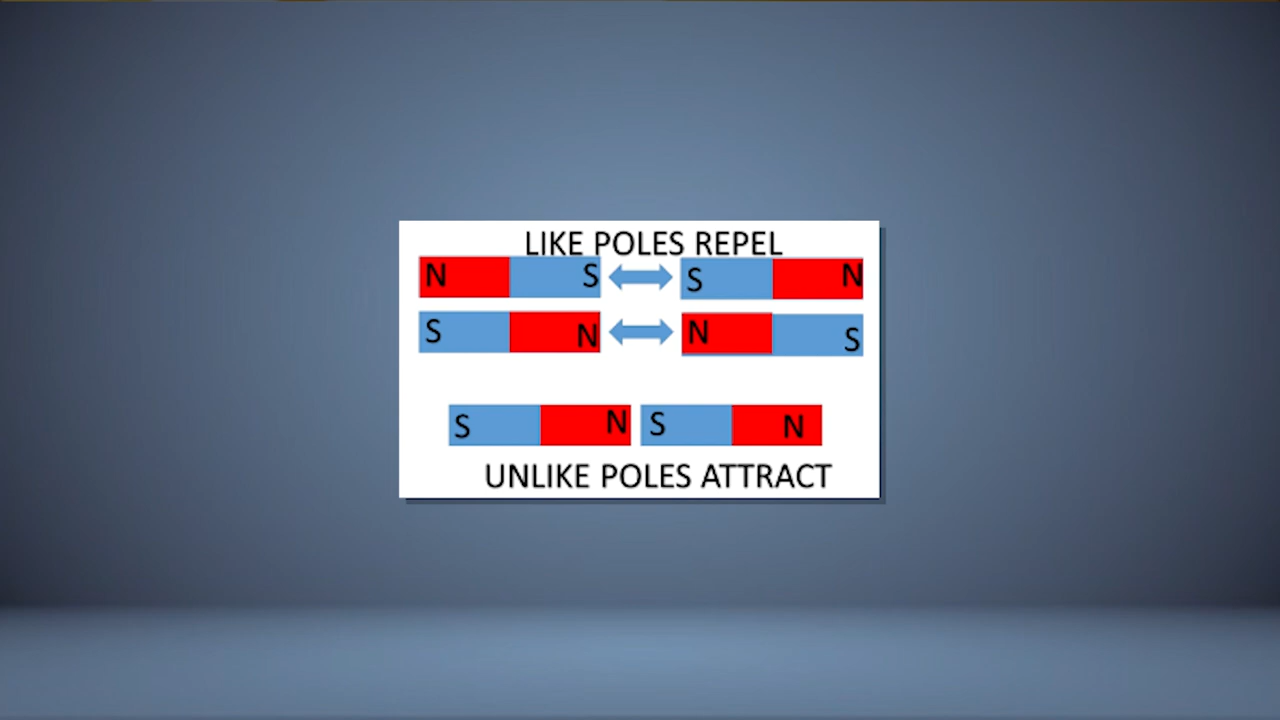 LIKE POLES REPEL
N S S N
S N N S
S N S N
UNLIKE POLES ATTRACT